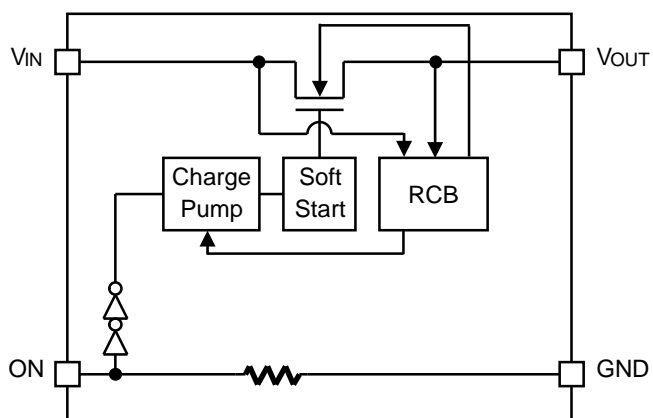 VIN
VOUT
Charge
Pump
Soft
Start
RCB
ON
GND